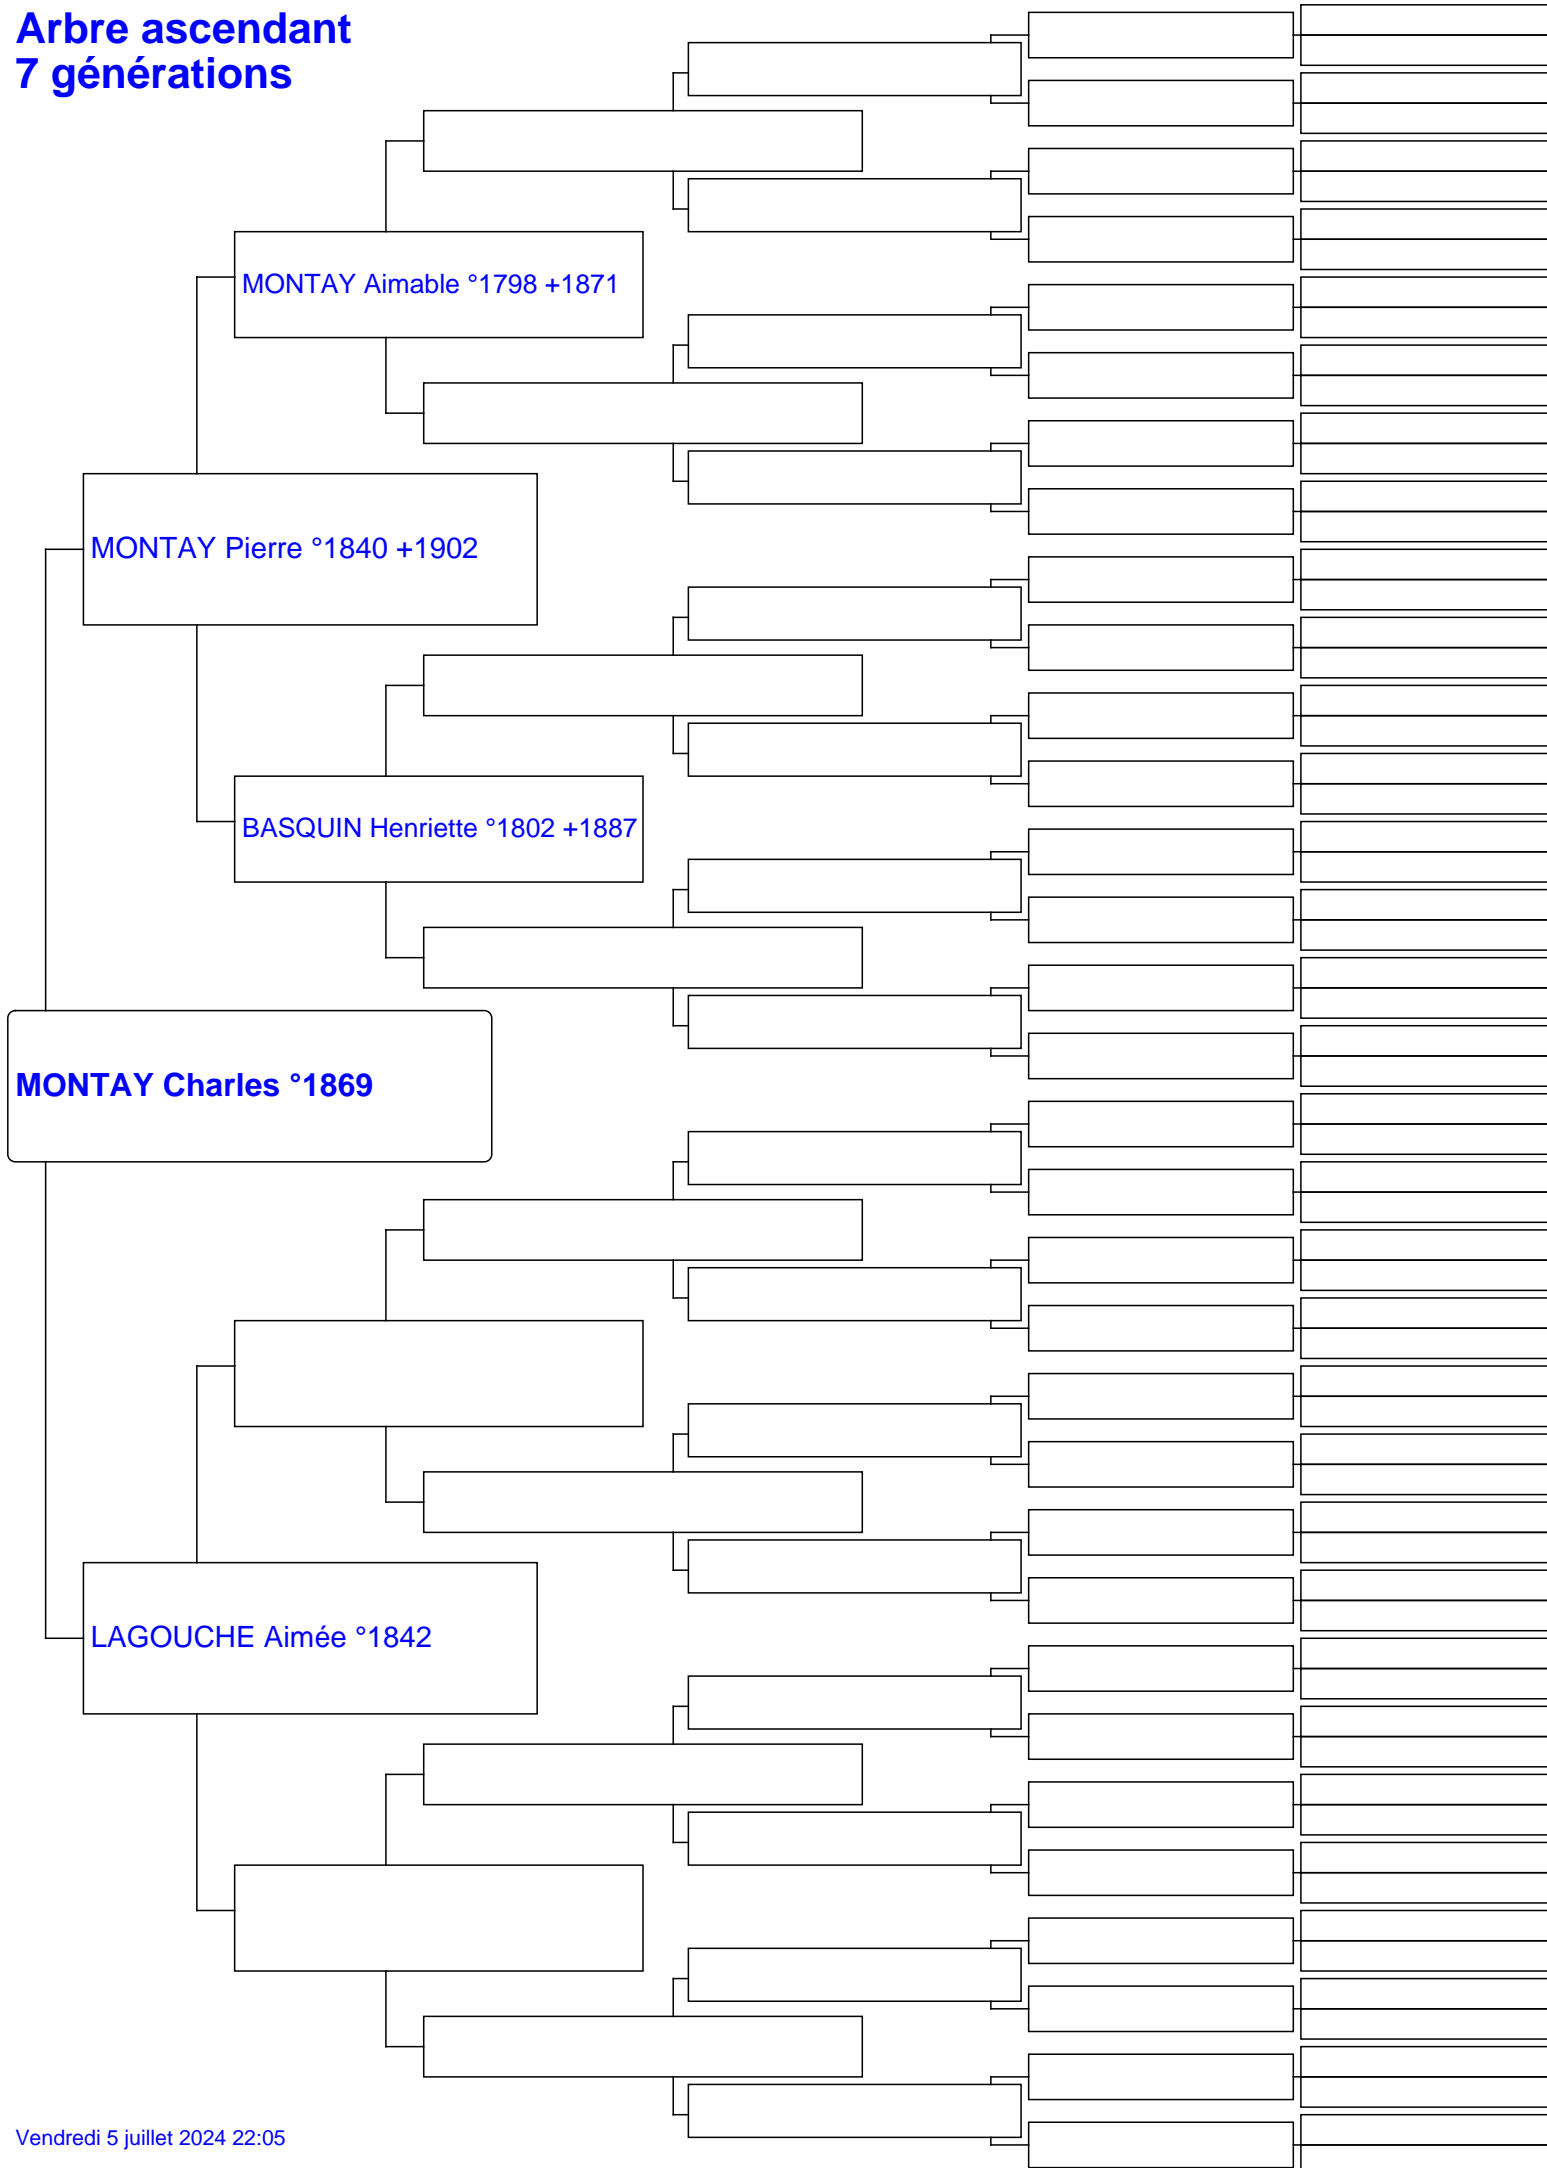 Arbre ascendant
7 générations
MONTAY Aimable °1798 +1871
MONTAY Pierre °1840 +1902
BASQUIN Henriette °1802 +1887
MONTAY Charles °1869
LAGOUCHE Aimée °1842
Vendredi 5 juillet 2024 22:05